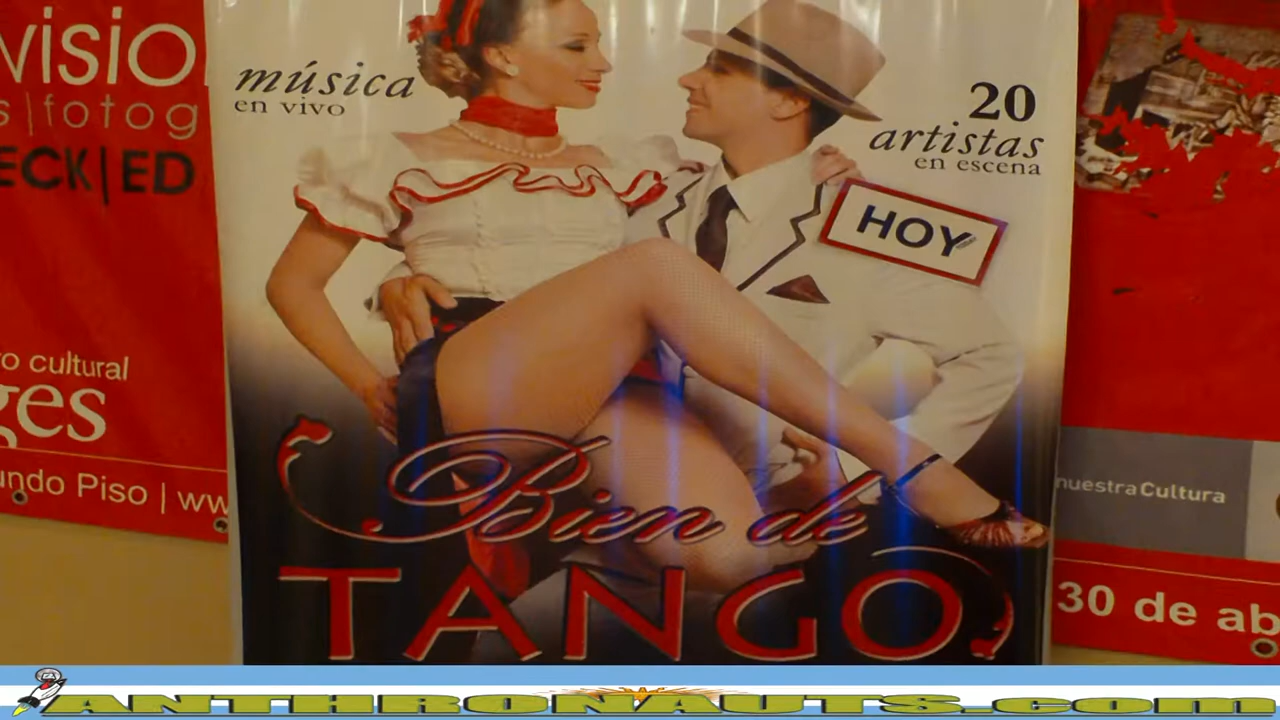 visio
s|fotog
ECK|ED
o cultural
ges
undo Piso | ww
música
en vivo
20
artistas
en escena
HOY
Bien de
TANGO
nuestraCultura
30 de ab
ANTHRONAUTS.com